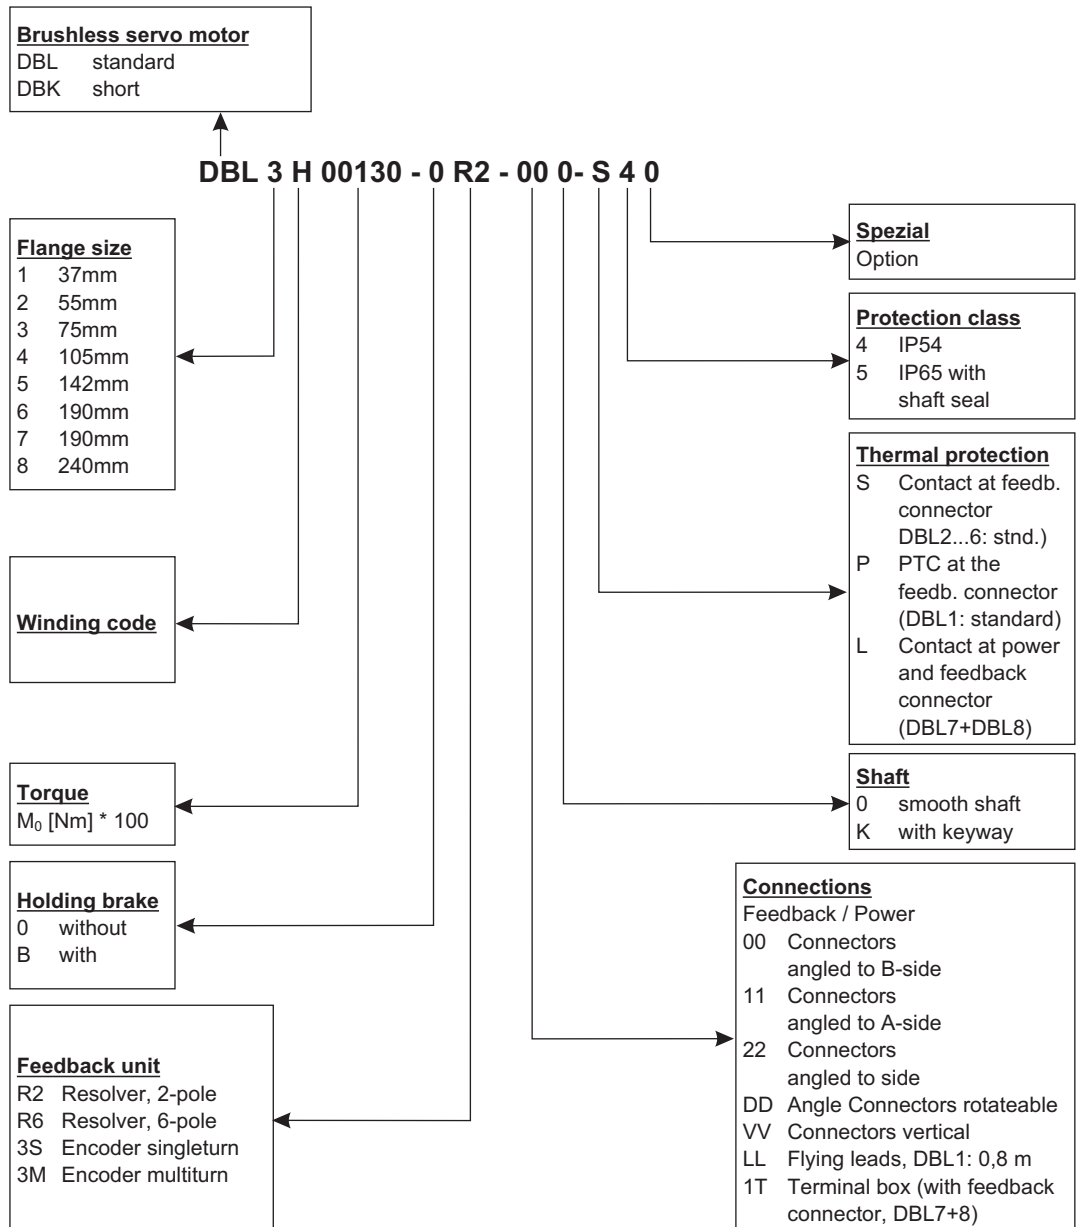 Brushless servo motor
DBL standard
DBK short
DBL 3 H 00130 - 0 R2 - 00 0- S 4 0
Flange size
1 37mm
2 55mm
3 75mm
4 105mm
5 142mm
6 190mm
7 190mm
8 240mm
Winding code
Torque
M₀ [Nm] * 100
Holding brake
0 without
B with
Feedback unit
R2 Resolver, 2-pole
R6 Resolver, 6-pole
3S Encoder singleturn
3M Encoder multiturn
Spezial
Option
Protection class
4 IP54
5 IP65 with
shaft seal
Thermal protection
S Contact at feedb.
connector
DBL2...6: stnd.)
P PTC at the
feedb. connector
(DBL1: standard)
L Contact at power
and feedback
connector
(DBL7+DBL8)
Shaft
0 smooth shaft
K with keyway
Connections
Feedback / Power
00 Connectors
angled to B-side
11 Connectors
angled to A-side
22 Connectors
angled to side
DD Angle Connectors rotateable
VV Connectors vertical
LL Flying leads, DBL1: 0,8 m
1T Terminal box (with feedback
connector, DBL7+8)